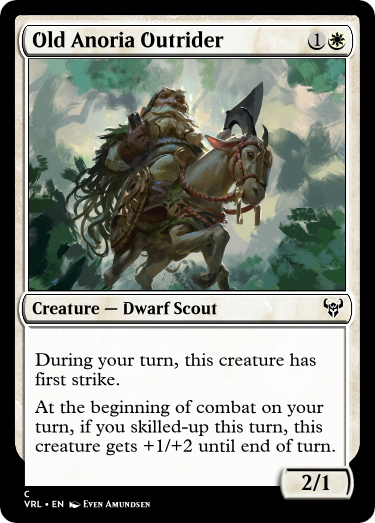 Old Anoria Outrider 1
Creature — Dwarf Scout
During your turn, this creature has
first strike.
At the beginning of combat on your
turn, if you skilled-up this turn, this
creature gets +1/+2 until end of turn.
2/1
C
VRL • EN Even Amundsen